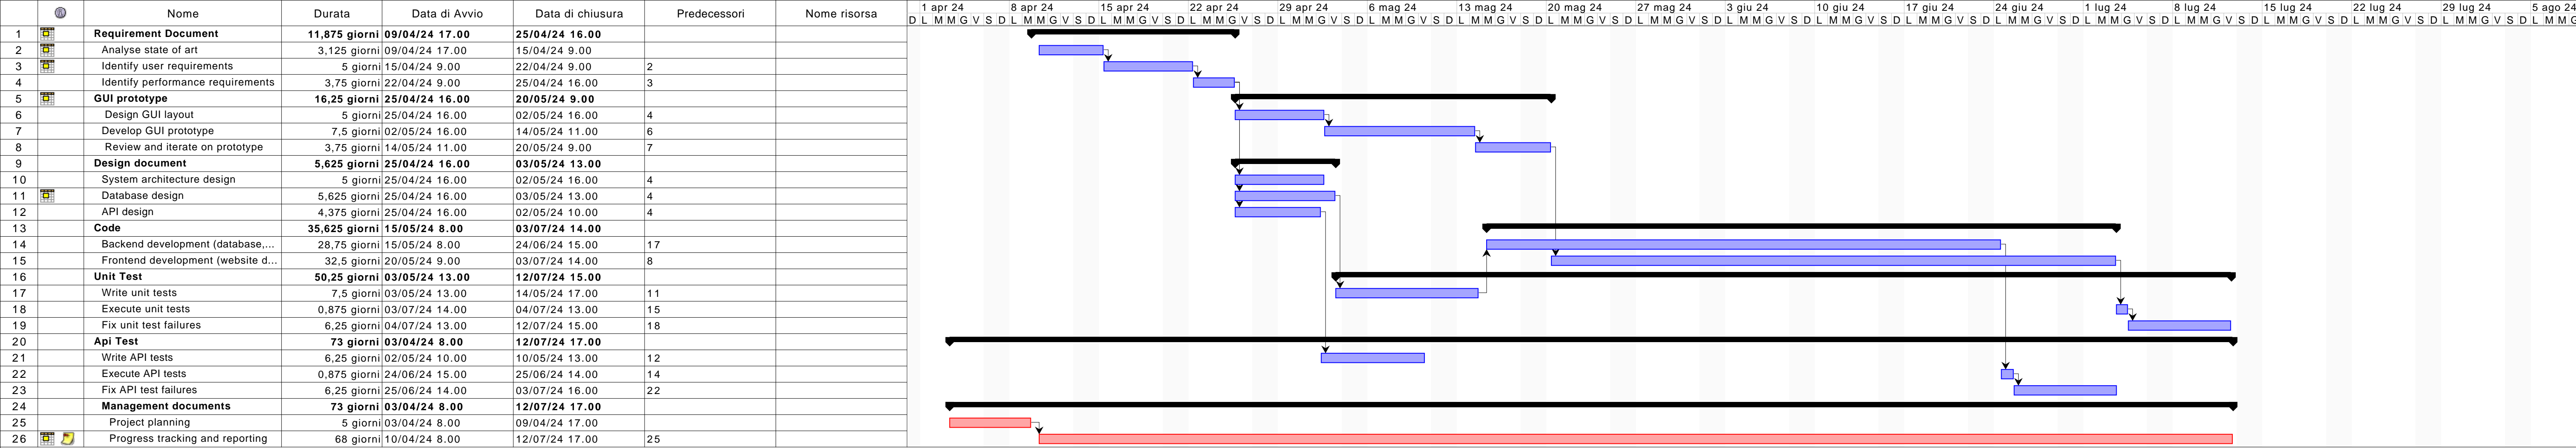 Nome Durata Data di Avvio Data di chiusura Predecessori Nome risorsa
1 apr 24 8 apr 24 15 apr 24 22 apr 24 29 apr 24 6 mag 24 13 mag 24 20 mag 24 27 mag 24 3 giu 24 10 giu 24 17 giu 24 24 giu 24 1 lug 24 8 lug 24 15 lug 24 22 lug 24 29 lug 24 5 ago 24
D L M M G V S D L M M G V S D L M M G V S D L M M G V S D L M M G V S D L M M G V S D L M M G V S D L M M G V S D L M M G V S D L M M G V S D L M M G V S D L M M G V S D L M M G V S D L M M G V S D L M M G V S D L M M G V S D L M M G V S D L M M G V S D L M M G V S D L M M G
1 Requirement Document 11,875 giorni 09/04/24 17.00 25/04/24 16.00
2 Analyse state of art 3,125 giorni 09/04/24 17.00 15/04/24 9.00
3 Identify user requirements 5 giorni 15/04/24 9.00 22/04/24 9.00 2
4 Identify performance requirements 3,75 giorni 22/04/24 9.00 25/04/24 16.00 3
5 GUI prototype 16,25 giorni 25/04/24 16.00 20/05/24 9.00
6 Design GUI layout 5 giorni 25/04/24 16.00 02/05/24 16.00 4
7 Develop GUI prototype 7,5 giorni 02/05/24 16.00 14/05/24 11.00 6
8 Review and iterate on prototype 3,75 giorni 14/05/24 11.00 20/05/24 9.00 7
9 Design document 5,625 giorni 25/04/24 16.00 03/05/24 13.00
10 System architecture design 5 giorni 25/04/24 16.00 02/05/24 16.00 4
11 Database design 5,625 giorni 25/04/24 16.00 03/05/24 13.00 4
12 API design 4,375 giorni 25/04/24 16.00 02/05/24 10.00 4
13 Code 35,625 giorni 15/05/24 8.00 03/07/24 14.00
14 Backend development (database,... 28,75 giorni 15/05/24 8.00 24/06/24 15.00 17
15 Frontend development (website d... 32,5 giorni 20/05/24 9.00 03/07/24 14.00 8
16 Unit Test 50,25 giorni 03/05/24 13.00 12/07/24 15.00
17 Write unit tests 7,5 giorni 03/05/24 13.00 14/05/24 17.00 11
18 Execute unit tests 0,875 giorni 03/07/24 14.00 04/07/24 13.00 15
19 Fix unit test failures 6,25 giorni 04/07/24 13.00 12/07/24 15.00 18
20 Api Test 73 giorni 03/04/24 8.00 12/07/24 17.00
21 Write API tests 6,25 giorni 02/05/24 10.00 10/05/24 13.00 12
22 Execute API tests 0,875 giorni 24/06/24 15.00 25/06/24 14.00 14
23 Fix API test failures 6,25 giorni 25/06/24 14.00 03/07/24 16.00 22
24 Management documents 73 giorni 03/04/24 8.00 12/07/24 17.00
25 Project planning 5 giorni 03/04/24 8.00 09/04/24 17.00
26 Progress tracking and reporting 68 giorni 10/04/24 8.00 12/07/24 17.00 25